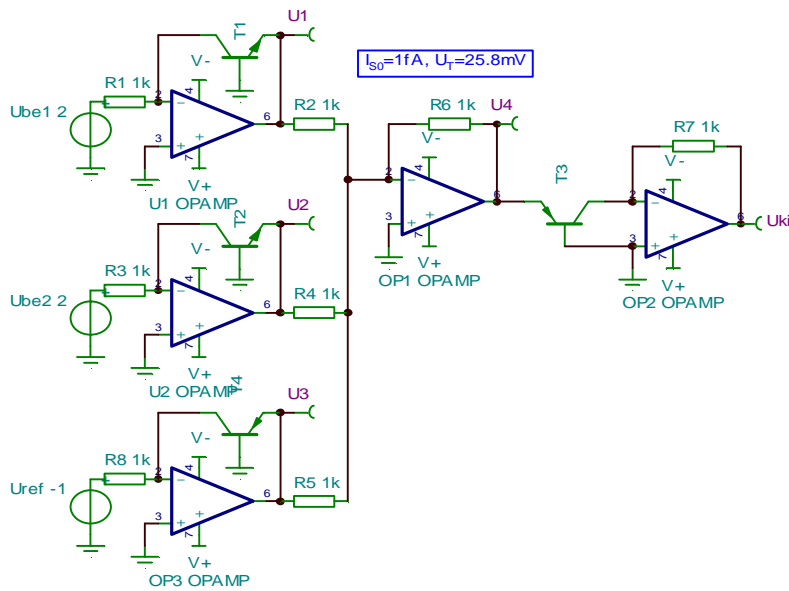 U1
T1
I_S0=1fA, U_T=25.8mV
V-
R1 1k
2
4
Ube1 2
6
R2 1k
3
7
V+
U1 OPAMP
R6 1k
U4
V-
2
4
6
3
7
V+
OP1 OPAMP
T3
R7 1k
V-
2
4
6
Uki
3
7
V+
OP2 OPAMP
T2
U2
V-
R3 1k
2
4
Ube2 2
6
R4 1k
3
7
V+
U2 OPAMP
T4
U3
V-
R8 1k
2
4
Uref -1
6
R5 1k
3
7
V+
OP3 OPAMP